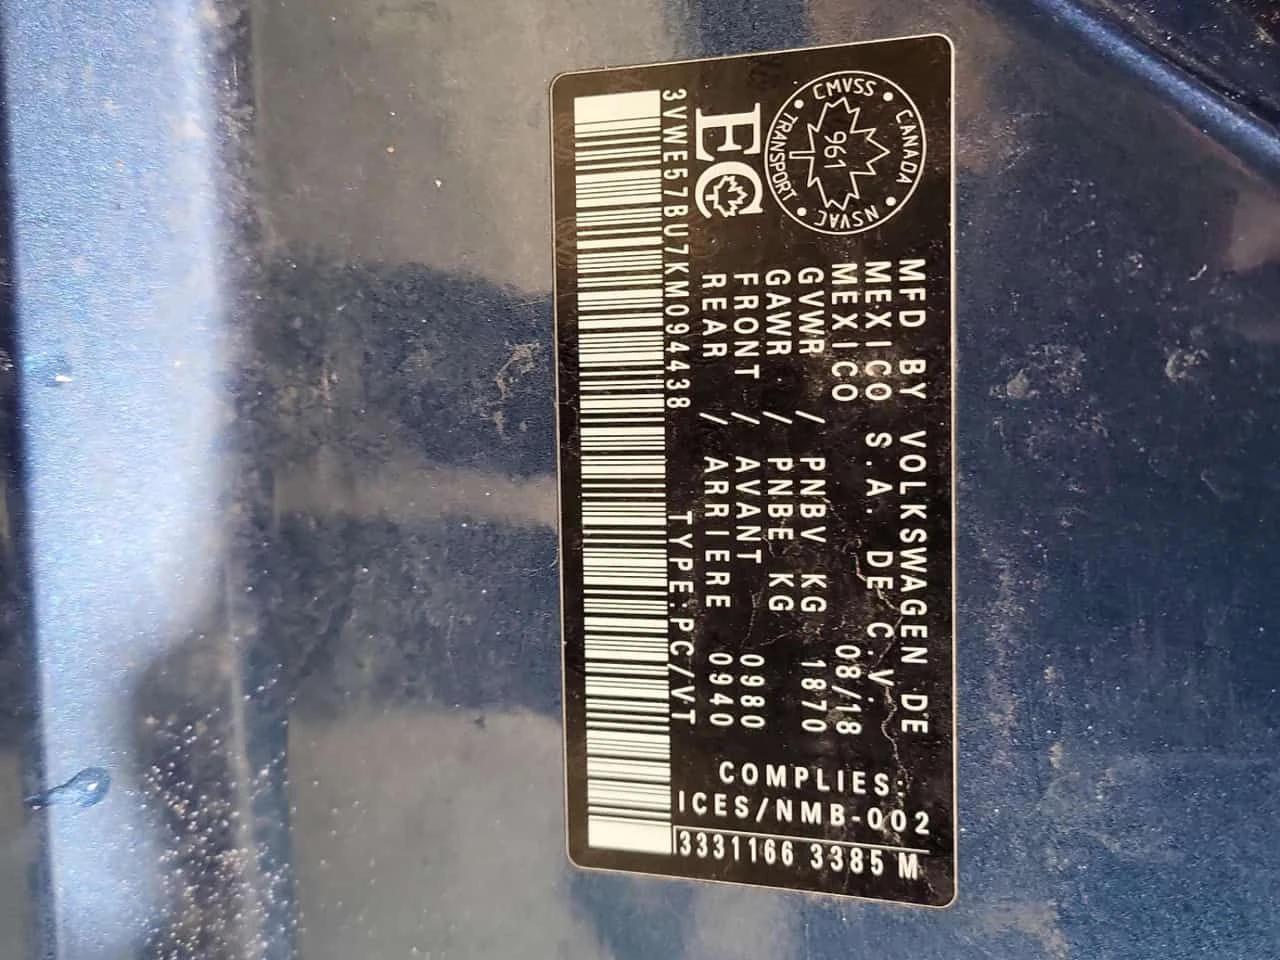 CMVSS • CANADA • NSVAC • TRANSPORT •
961
EC
MFD BY VOLKSWAGEN DE
MEXICO S.A. DE C.V.
MEXICO 08/18
GVWR / PNBV KG 1870
GAWR / PNBE KG
FRONT / AVANT 0980
REAR / ARRIERE 0940
3VWE57BU7KM094438 TYPE:PC/VT
COMPLIES:
ICES/NMB-002
3331166 3385 M